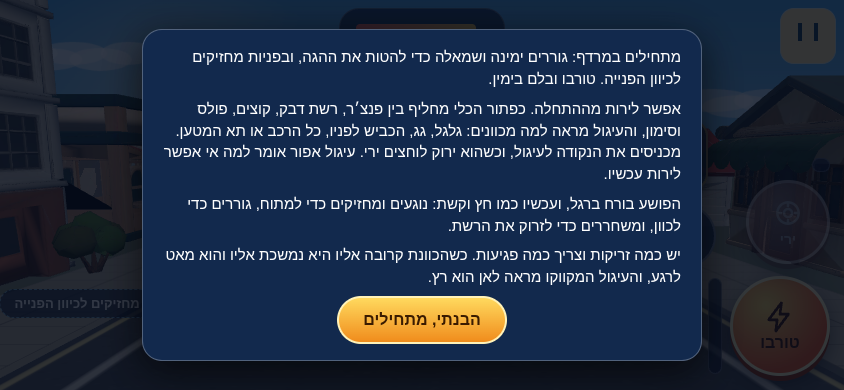 מתחילים במרדף: גוררים ימינה ושמאלה כדי להטות את ההגה, ובפניות מחזיקים
לכיוון הפנייה. טורבו ובלם בימין.
אפשר לירות מההתחלה. כפתור הכלי מחליף בין פנצ׳ר, רשת דבק, קוצים, פולס
וסימון, והעיגול מראה למה מכוונים: גלגל, גג, הכביש לפניו, כל הרכב או תא המטען.
מכניסים את הנקודה לעיגול, וכשהוא ירוק לוחצים ירי. עיגול אפור אומר למה אי אפשר
לירות עכשיו.
הפושע בורח ברגל, ועכשיו כמו חץ וקשת: נוגעים ומחזיקים כדי למתוח, גוררים כדי
לכוון, ומשחררים כדי לזרוק את הרשת.
יש כמה זריקות וצריך כמה פגיעות. כשהכוונת קרובה אליו היא נמשכת אליו והוא מאט
לרגע, והעיגול המקווקו מראה לאן הוא רץ.
הבנתי, מתחילים
מחזיקים לכיוון הפנייה
ירי
טורבו